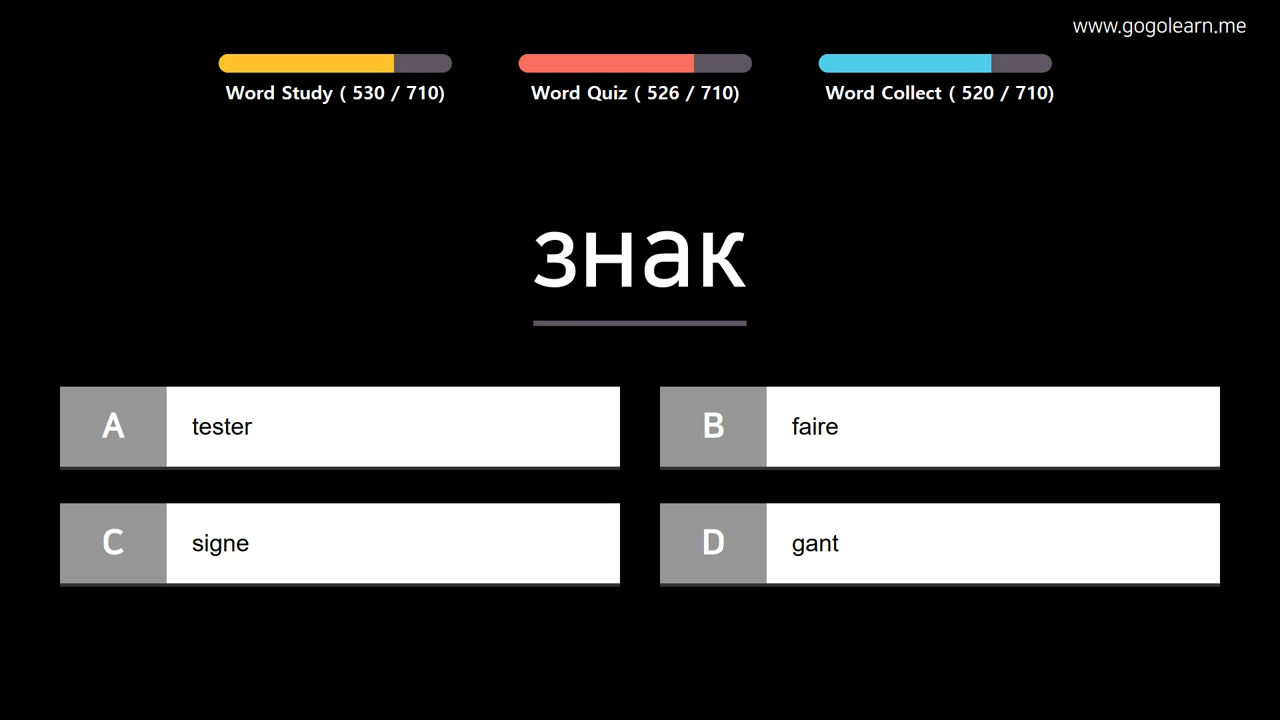 www.gogolearn.me
Word Study ( 530 / 710)
Word Quiz ( 526 / 710)
Word Collect ( 520 / 710)
знак
A tester
B faire
C signe
D gant